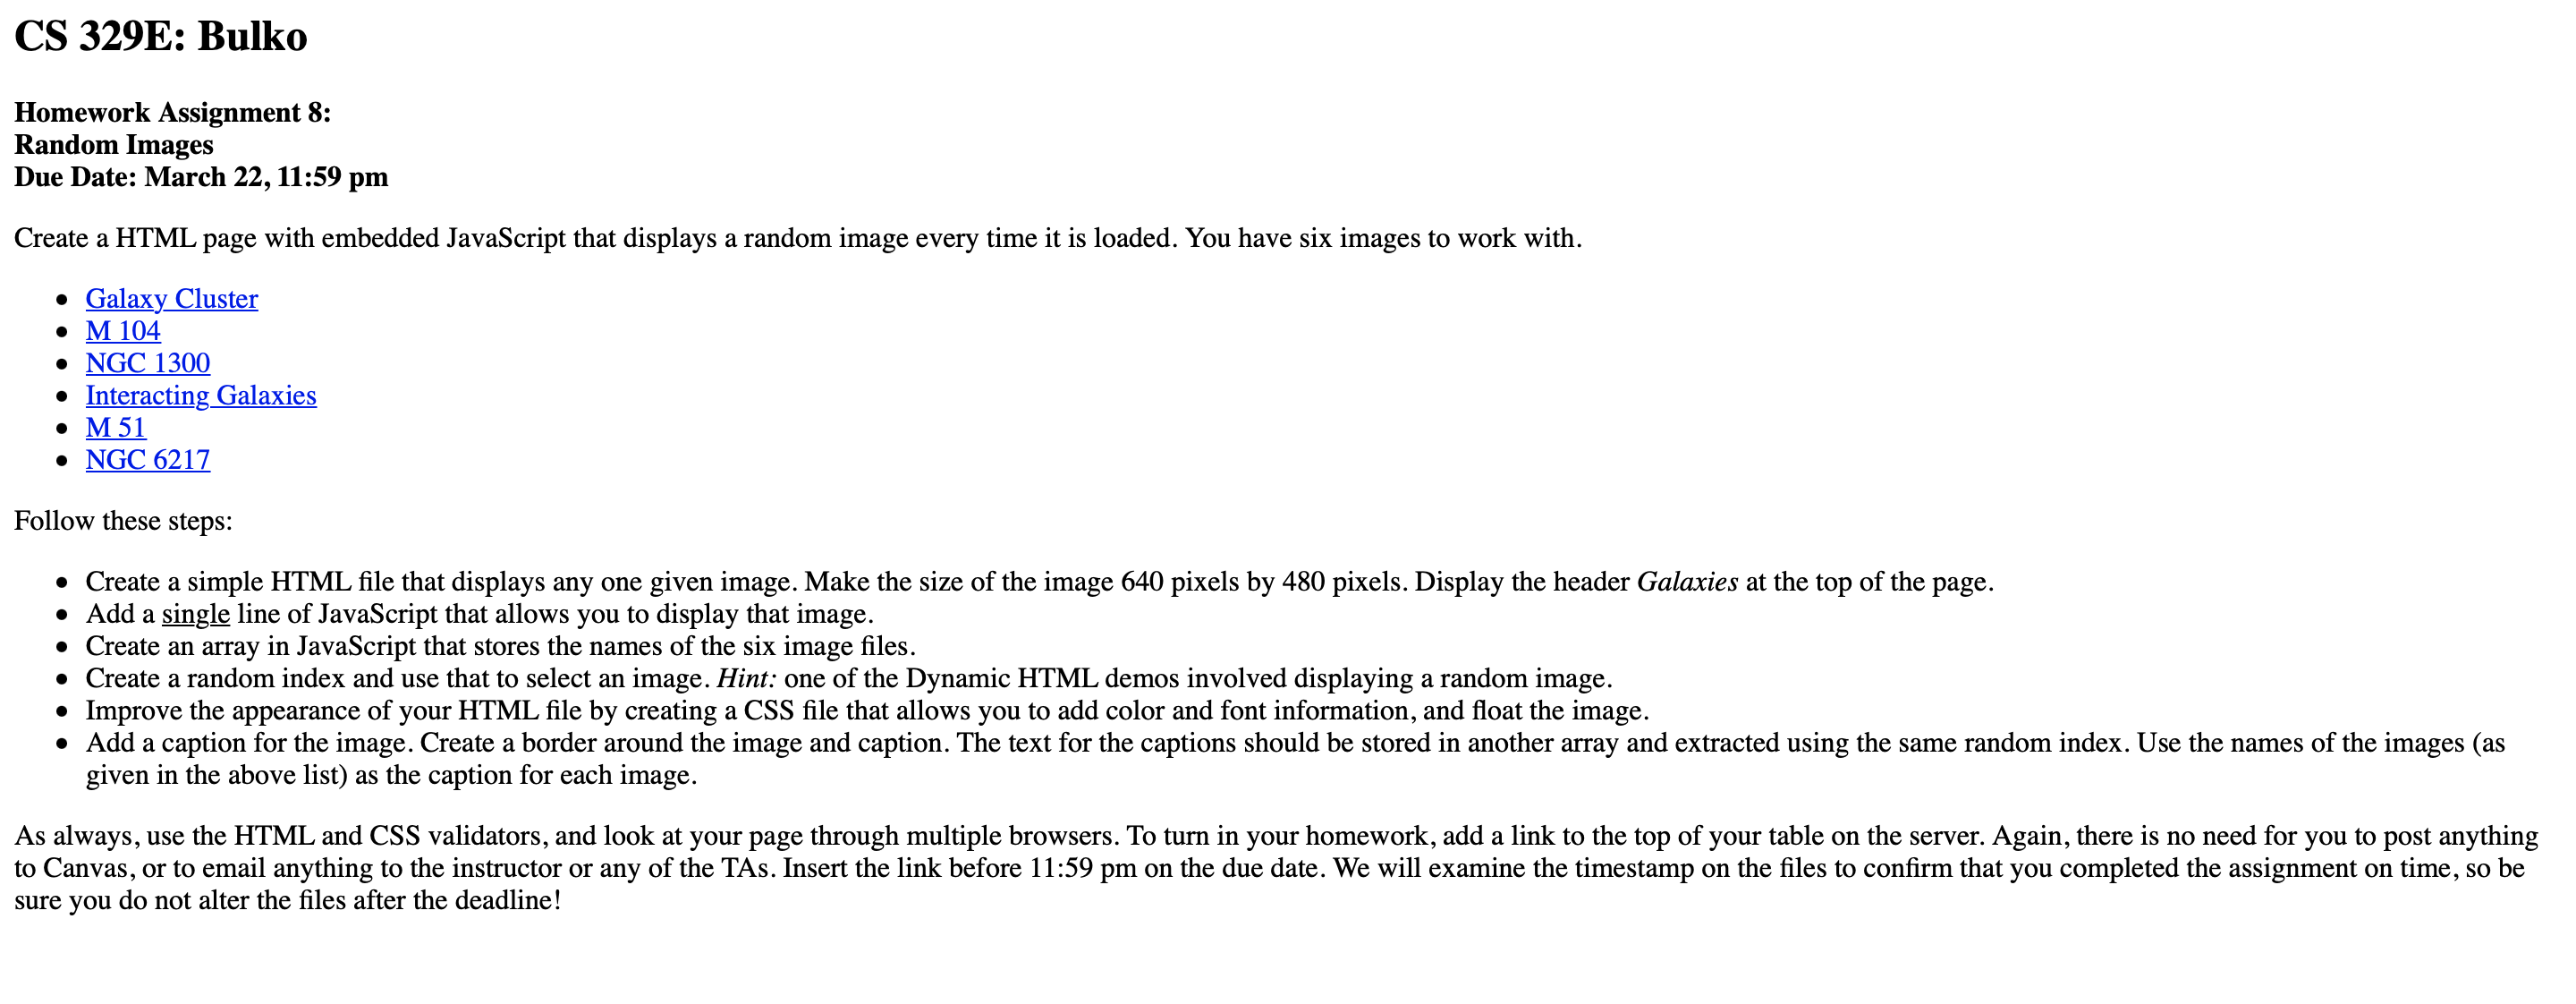 CS 329E: Bulko
Homework Assignment 8:
Random Images
Due Date: March 22, 11:59 pm
Create a HTML page with embedded JavaScript that displays a random image every time it is loaded. You have six images to work with.
• Galaxy Cluster
• M 104
• NGC 1300
• Interacting Galaxies
• M 51
• NGC 6217
Follow these steps:
• Create a simple HTML file that displays any one given image. Make the size of the image 640 pixels by 480 pixels. Display the header Galaxies at the top of the page.
• Add a single line of JavaScript that allows you to display that image.
• Create an array in JavaScript that stores the names of the six image files.
• Create a random index and use that to select an image. Hint: one of the Dynamic HTML demos involved displaying a random image.
• Improve the appearance of your HTML file by creating a CSS file that allows you to add color and font information, and float the image.
• Add a caption for the image. Create a border around the image and caption. The text for the captions should be stored in another array and extracted using the same random index. Use the names of the images (as
given in the above list) as the caption for each image.
As always, use the HTML and CSS validators, and look at your page through multiple browsers. To turn in your homework, add a link to the top of your table on the server. Again, there is no need for you to post anything
to Canvas, or to email anything to the instructor or any of the TAs. Insert the link before 11:59 pm on the due date. We will examine the timestamp on the files to confirm that you completed the assignment on time, so be
sure you do not alter the files after the deadline!